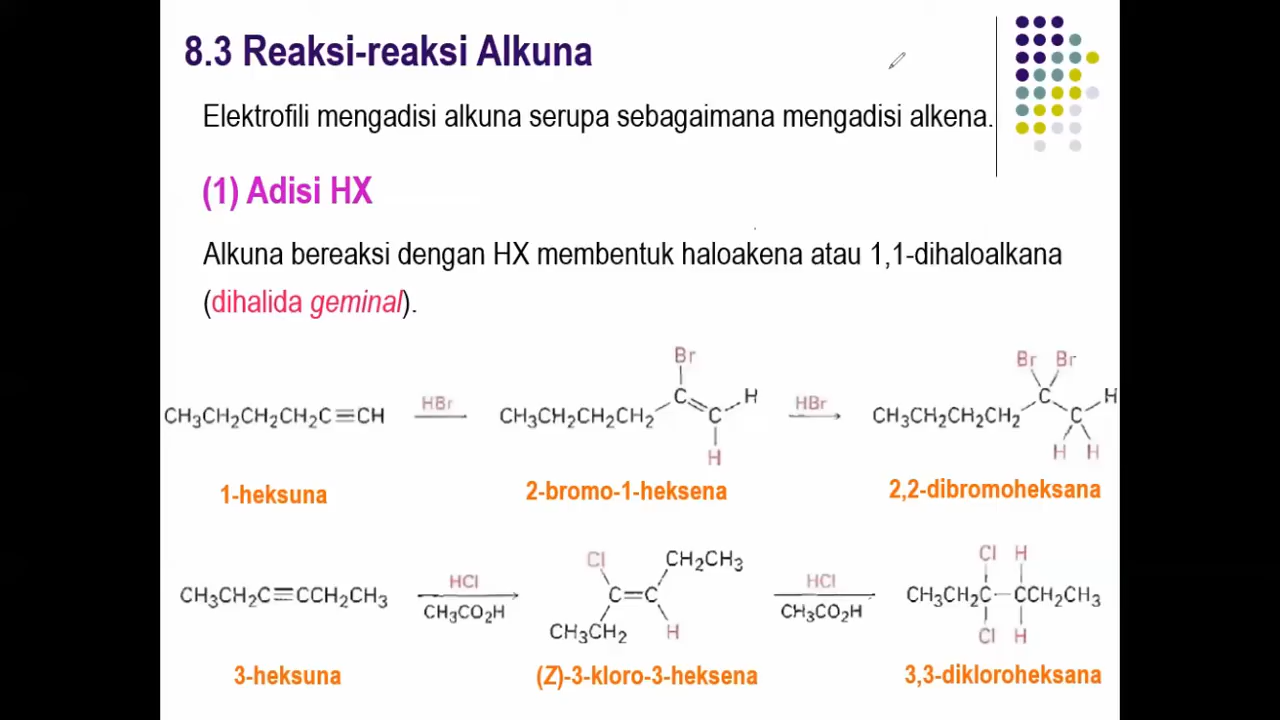 8.3 Reaksi-reaksi Alkuna
Elektrofili mengadisi alkuna serupa sebagaimana mengadisi alkena.
(1) Adisi HX
Alkuna bereaksi dengan HX membentuk haloakena atau 1,1-dihaloalkana
(dihalida geminal).
Br
Br Br
CH₃CH₂CH₂CH₂C≡CH HBr CH₃CH₂CH₂CH₂ C=C H HBr CH₃CH₂CH₂CH₂ C C H
H
H H
1-heksuna 2-bromo-1-heksena 2,2-dibromoheksana
Cl CH₂CH₃ Cl H
CH₃CH₂C≡CCH₂CH₃ HCl C=C HCl CH₃CH₂C-CCH₂CH₃
CH₃CO₂H CH₃CO₂H
CH₃CH₂ H Cl H
3-heksuna (Z)-3-kloro-3-heksena 3,3-dikloroheksana